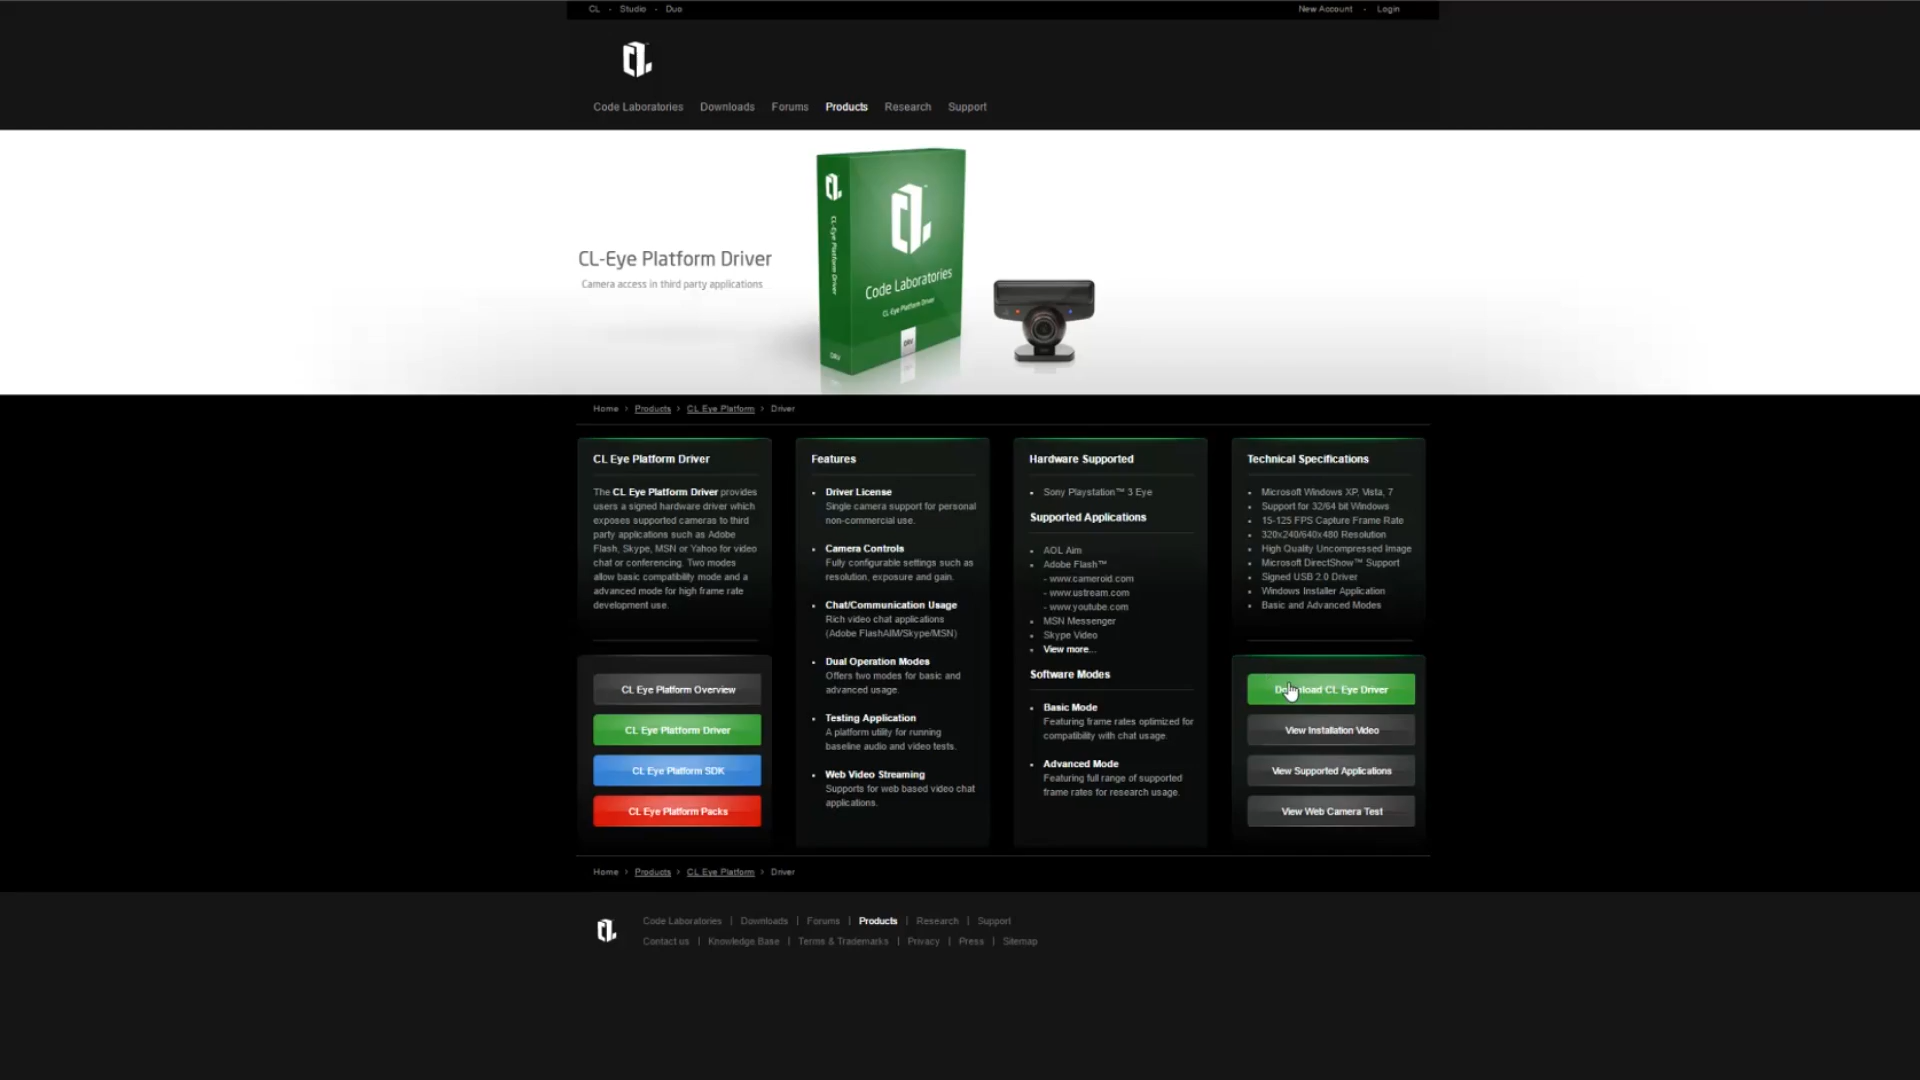 CL · Studio · Duo
New Account · Login
CL
Code Laboratories Downloads Forums Products Research Support
CL-Eye Platform Driver
Camera access in third party applications
CL
CL-Eye Platform Driver
DRV
CL
Code Laboratories
CL-Eye Platform Driver
DRV
Home › Products › CL Eye Platform › Driver
CL Eye Platform Driver
The CL Eye Platform Driver provides
users a signed hardware driver which
exposes supported cameras to third
party applications such as Adobe
Flash, Skype, MSN or Yahoo for video
chat or conferencing. Two modes
allow basic compatibility mode and a
advanced mode for high frame rate
development use.
CL Eye Platform Overview
CL Eye Platform Driver
CL Eye Platform SDK
CL Eye Platform Packs
Features
• Driver License
Single camera support for personal
non-commercial use.
• Camera Controls
Fully configurable settings such as
resolution, exposure and gain.
• Chat/Communication Usage
Rich video chat applications
(Adobe FlashAIM/Skype/MSN)
• Dual Operation Modes
Offers two modes for basic and
advanced usage.
• Testing Application
A platform utility for running
baseline audio and video tests.
• Web Video Streaming
Supports for web based video chat
applications.
Hardware Supported
• Sony Playstation™ 3 Eye
Supported Applications
• AOL Aim
• Adobe Flash™
- www.cameroid.com
- www.ustream.com
- www.youtube.com
• MSN Messenger
• Skype Video
• View more...
Software Modes
• Basic Mode
Featuring frame rates optimized for
compatibility with chat usage.
• Advanced Mode
Featuring full range of supported
frame rates for research usage.
Technical Specifications
• Microsoft Windows XP, Vista, 7
• Support for 32/64 bit Windows
• 15-125 FPS Capture Frame Rate
• 320x240/640x480 Resolution
• High Quality Uncompressed Image
• Microsoft DirectShow™ Support
• Signed USB 2.0 Driver
• Windows Installer Application
• Basic and Advanced Modes
Download CL Eye Driver
View Installation Video
View Supported Applications
View Web Camera Test
Home › Products › CL Eye Platform › Driver
CL
Code Laboratories | Downloads | Forums | Products | Research | Support
Contact us | Knowledge Base | Terms & Trademarks | Privacy | Press | Sitemap